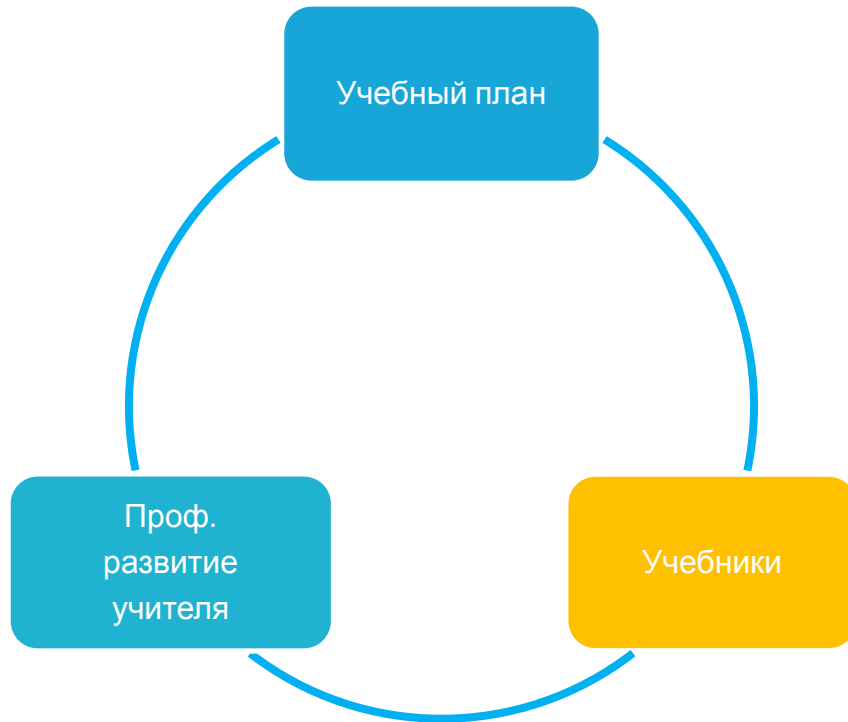 Учебный план
Проф.
развитие
учителя
Учебники